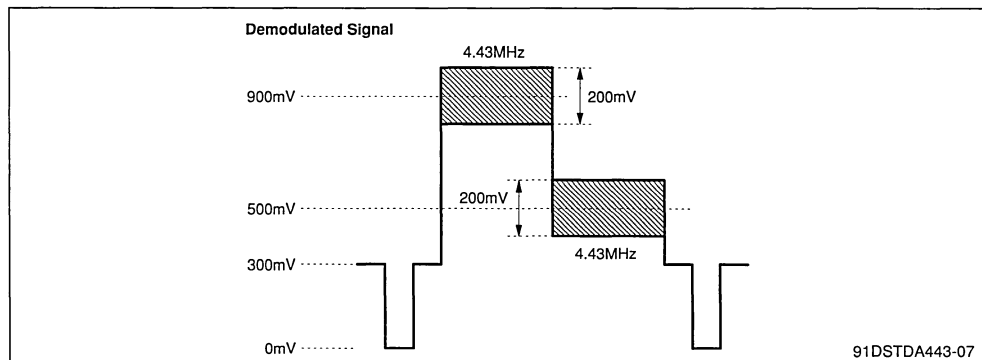 Demodulated Signal
4.43MHz
900mV
200mV
200mV
500mV
4.43MHz
300mV
0mV
91DSTDA443-07